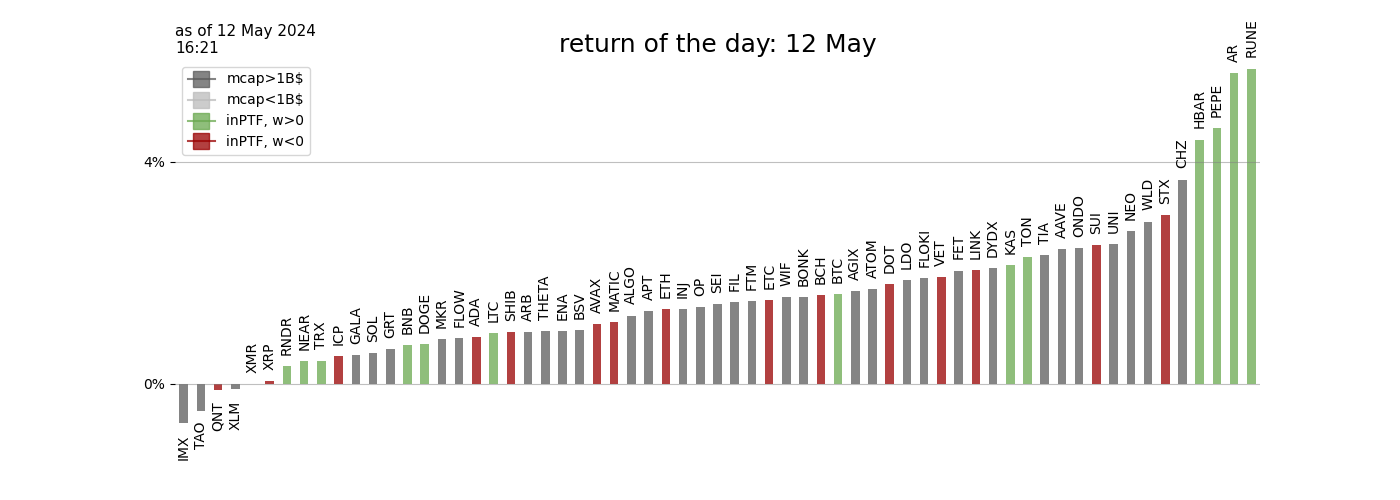 as of 12 May 2024
16:21
return of the day: 12 May
mcap>1B$
mcap<1B$
inPTF, w>0
inPTF, w<0
4%
0%
IMX
TAO
QNT
XLM
XMR
XRP
RNDR
NEAR
TRX
ICP
GALA
SOL
GRT
BNB
DOGE
MKR
FLOW
ADA
LTC
SHIB
ARB
THETA
ENA
BSV
AVAX
MATIC
ALGO
APT
ETH
INJ
OP
SEI
FIL
FTM
ETC
WIF
BONK
BCH
BTC
AGIX
ATOM
DOT
LDO
FLOKI
VET
FET
LINK
DYDX
KAS
TON
TIA
AAVE
ONDO
SUI
UNI
NEO
WLD
STX
CHZ
HBAR
PEPE
AR
RUNE